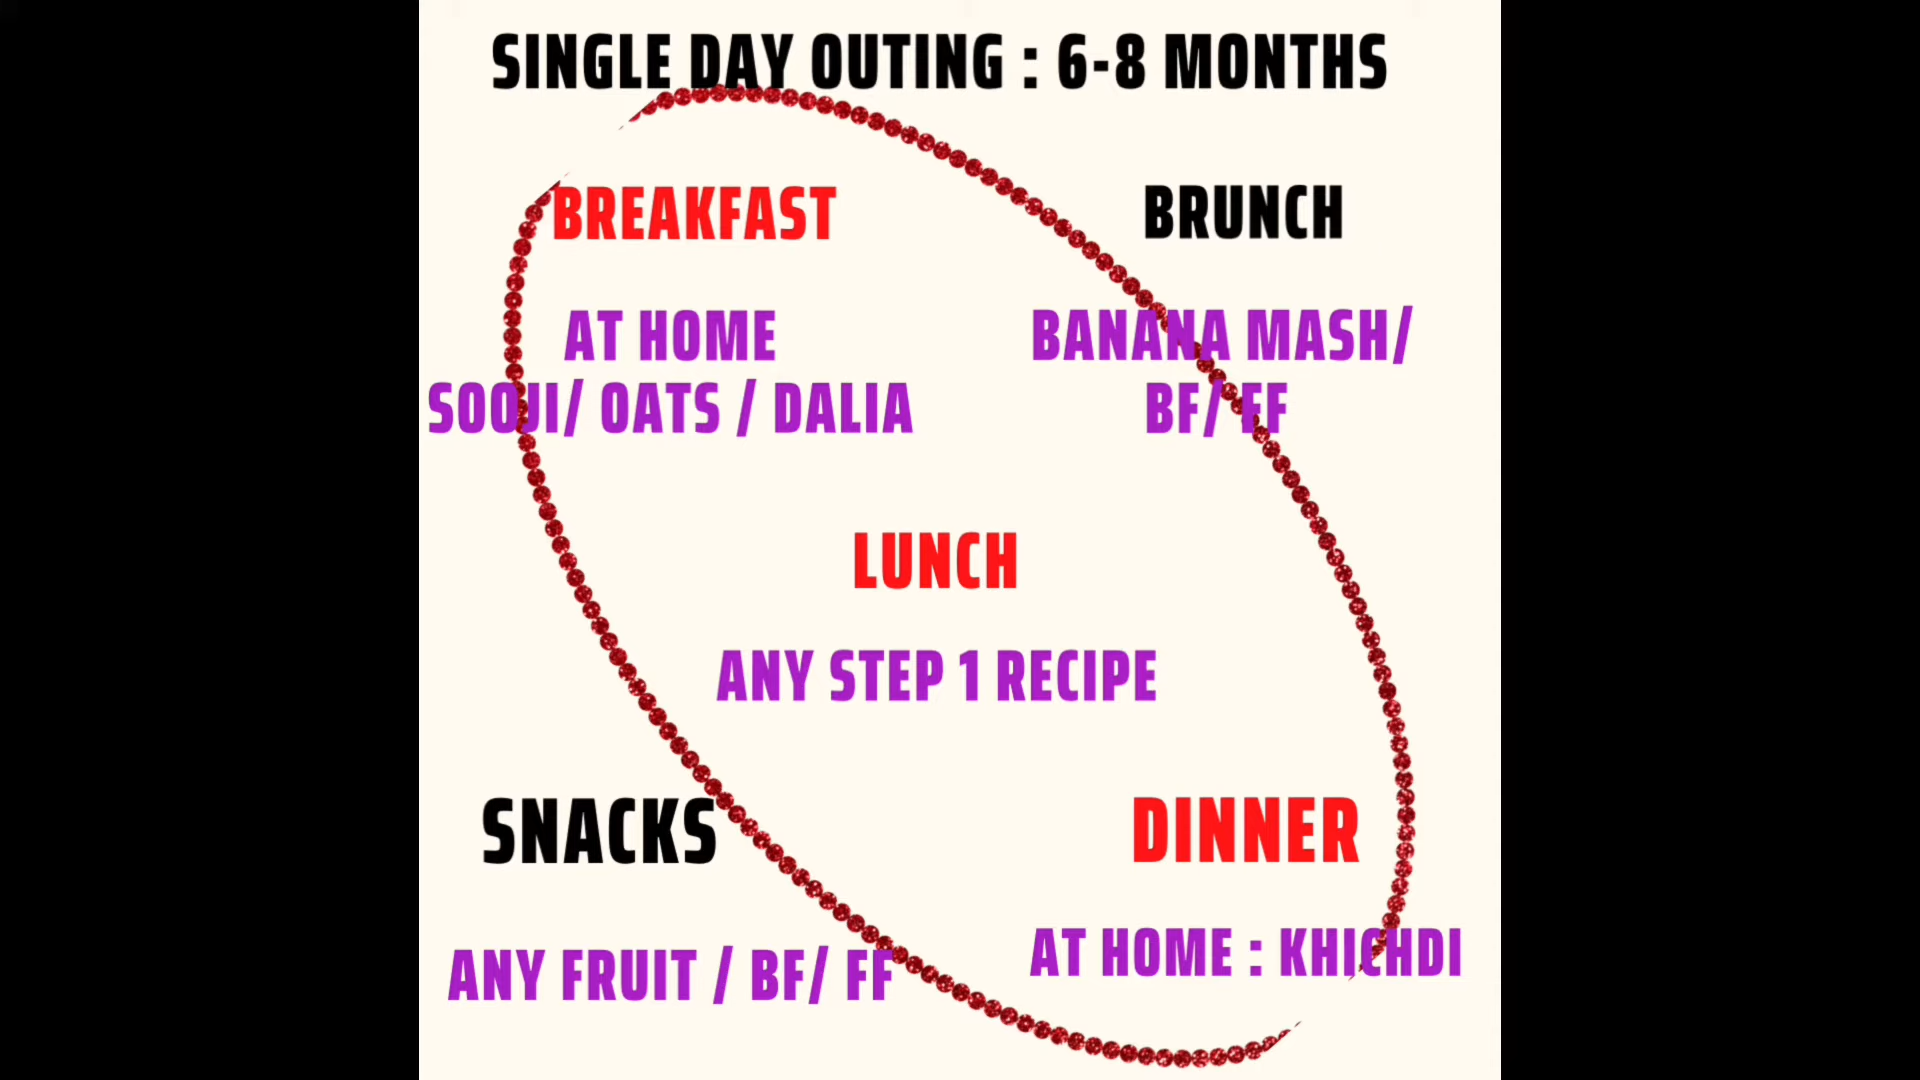 SINGLE DAY OUTING : 6-8 MONTHS
BREAKFAST
AT HOME
SOOJI/ OATS / DALIA
BRUNCH
BANANA MASH/
BF/ FF
LUNCH
ANY STEP 1 RECIPE
SNACKS
ANY FRUIT / BF/ FF
DINNER
AT HOME : KHICHDI